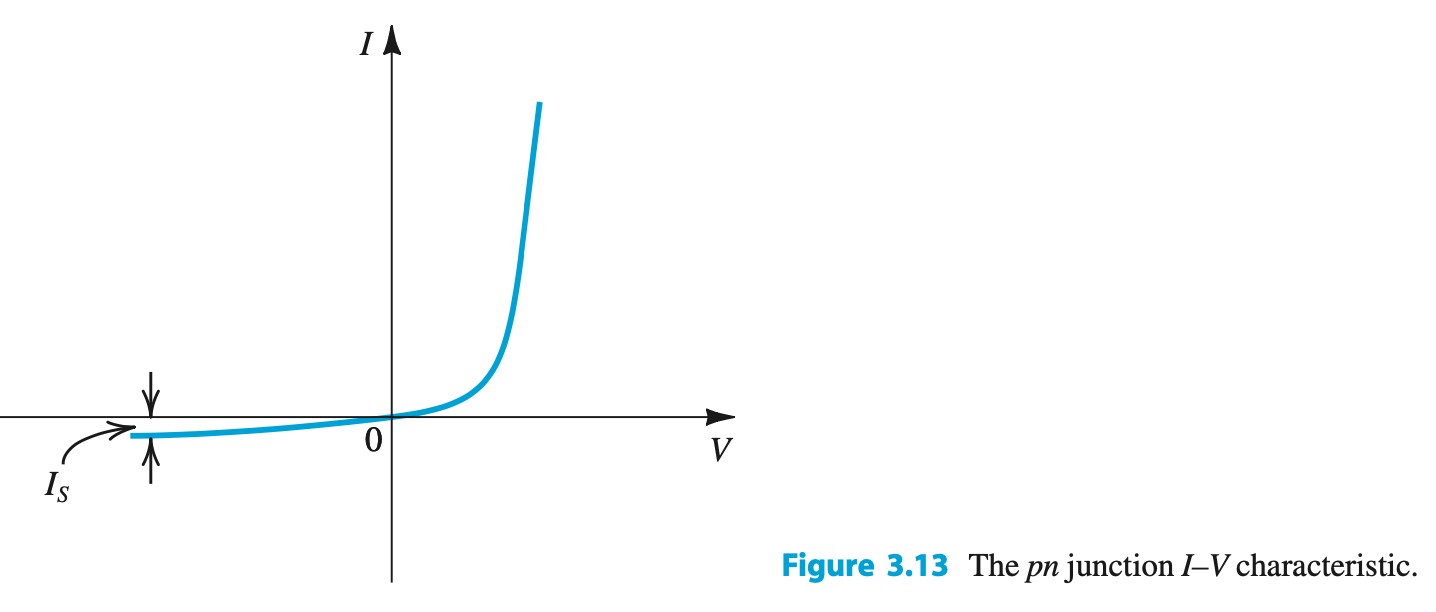 I
0
V
I_S
Figure 3.13 The pn junction I–V characteristic.